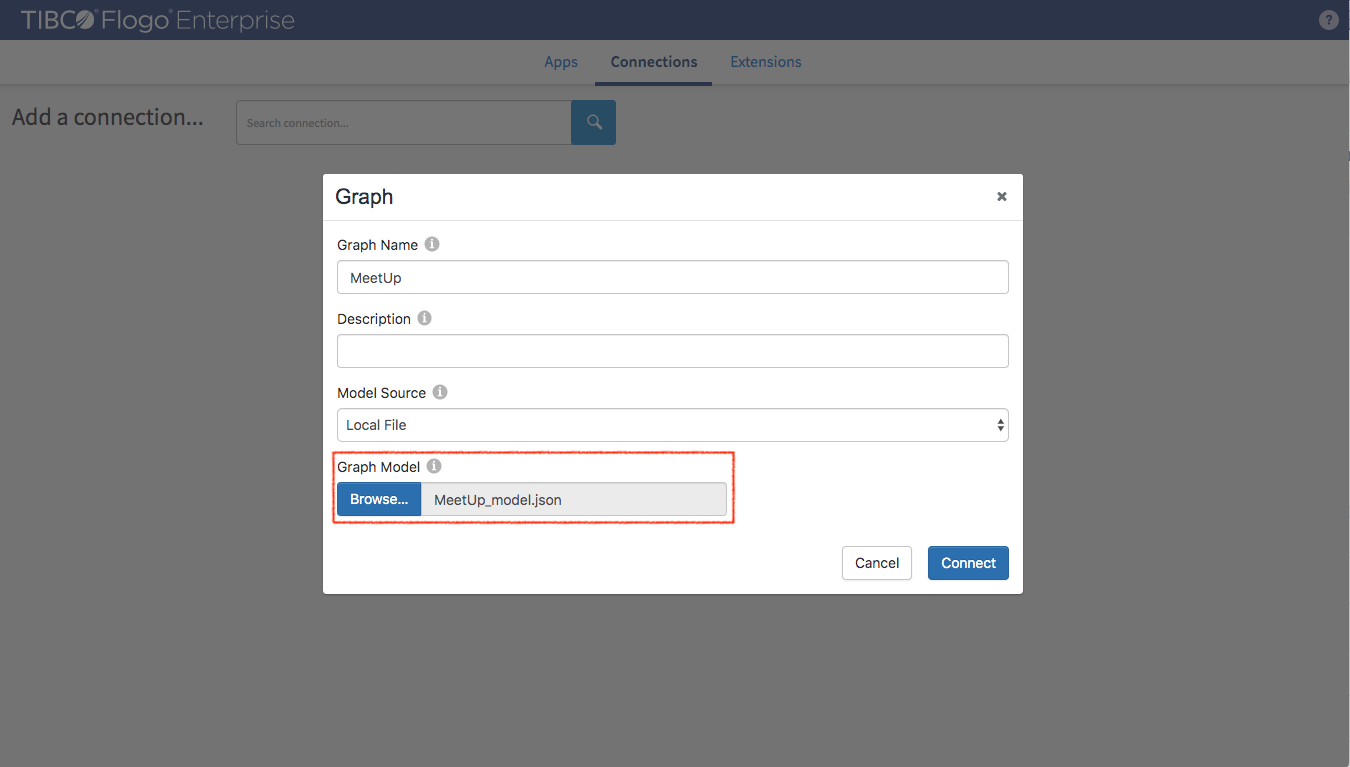 TIBCO® Flogo® Enterprise
?
Apps Connections Extensions
Add a connection...
Search connection...
Graph
Graph Name
MeetUp
Description
Model Source
Local File
Graph Model
Browse... MeetUp_model.json
Cancel Connect